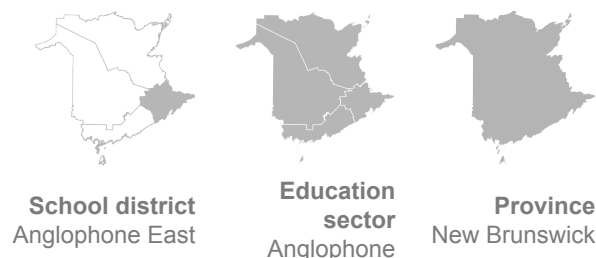 School district
Anglophone East
Education
sector
Anglophone
Province
New Brunswick